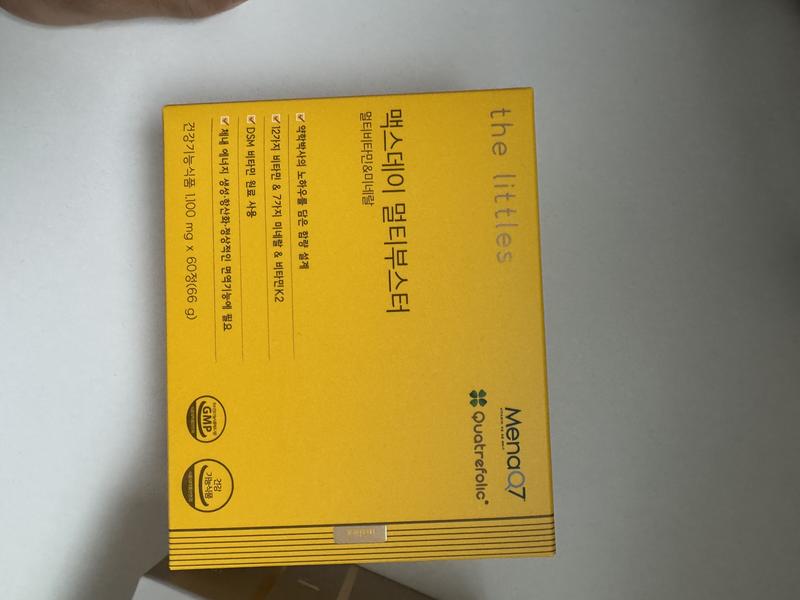 the littles
MenaQ7
Quatrefolic®
맥스데이 멀티부스터
멀티비타민&미네랄
약학박사의 노하우를 담은 함량 설계
12가지 비타민 & 7가지 미네랄 & 비타민K2
DSM 비타민 원료 사용
체내 에너지 생성·항산화·정상적인 면역기능에 필요
건강기능식품 1,100 mg x 60정(66 g)
GMP
건강
기능식품